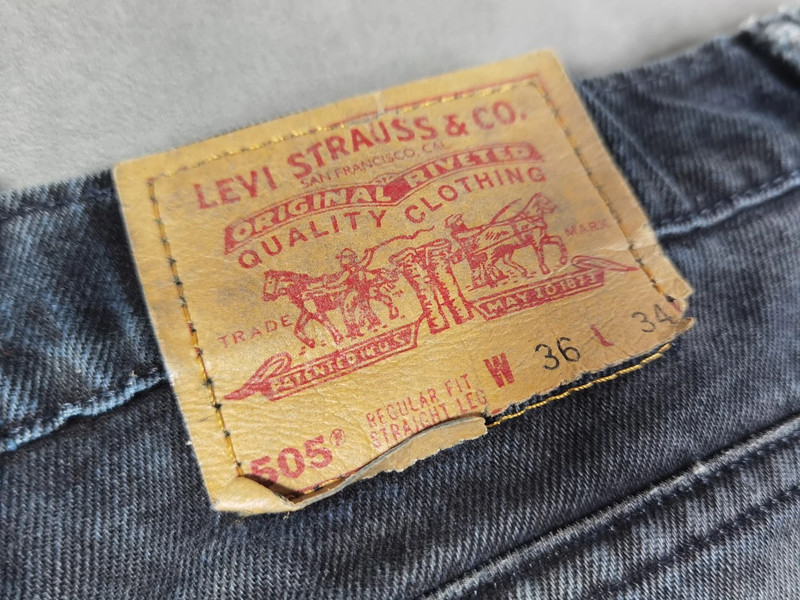 LEVI STRAUSS & CO.
SAN FRANCISCO, CAL.
ORIGINAL RIVETED
QUALITY CLOTHING
TRADE MARK
PATENTED IN U.S. MAY 20 1873
505® REGULAR FIT
STRAIGHT LEG
W 36 L 34